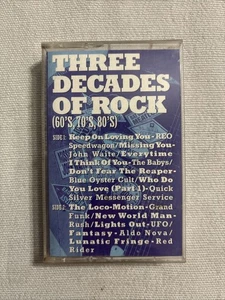 THREE
DECADES
OF ROCK
(60'S, 70'S, 80'S)
SIDE 1: Keep On Loving You-REO
Speedwagon/Missing You-
John Waite/Everytime
I Think Of You-The Babys/
Don't Fear The Reaper-
Blue Oyster Cult/Who Do
You Love (Part 1)-Quick
Silver Messenger Service
SIDE 2: The Loco-Motion-Grand
Funk/New World Man-
Rush/Lights Out-UFO/
Fantasy-Aldo Nova/
Lunatic Fringe-Red
Rider